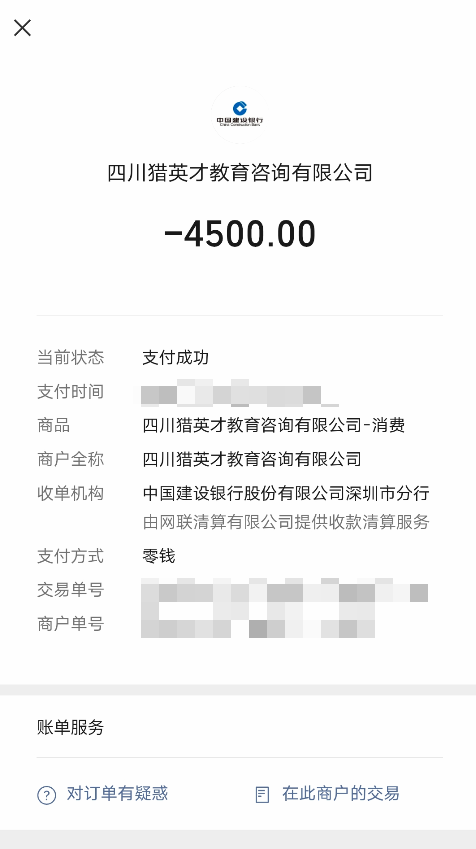 中国建设银行
China Construction Bank
四川猎英才教育咨询有限公司
-4500.00
当前状态 支付成功
支付时间
商品 四川猎英才教育咨询有限公司-消费
商户全称 四川猎英才教育咨询有限公司
收单机构 中国建设银行股份有限公司深圳市分行
由网联清算有限公司提供收款清算服务
支付方式 零钱
交易单号
商户单号
账单服务
对订单有疑惑 在此商户的交易